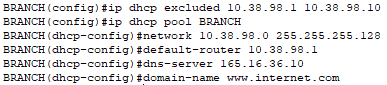 BRANCH(config)#ip dhcp excluded 10.38.98.1 10.38.98.10
BRANCH(config)#ip dhcp pool BRANCH
BRANCH(dhcp-config)#network 10.38.98.0 255.255.255.128
BRANCH(dhcp-config)#default-router 10.38.98.1
BRANCH(dhcp-config)#dns-server 165.16.36.10
BRANCH(dhcp-config)#domain-name www.internet.com